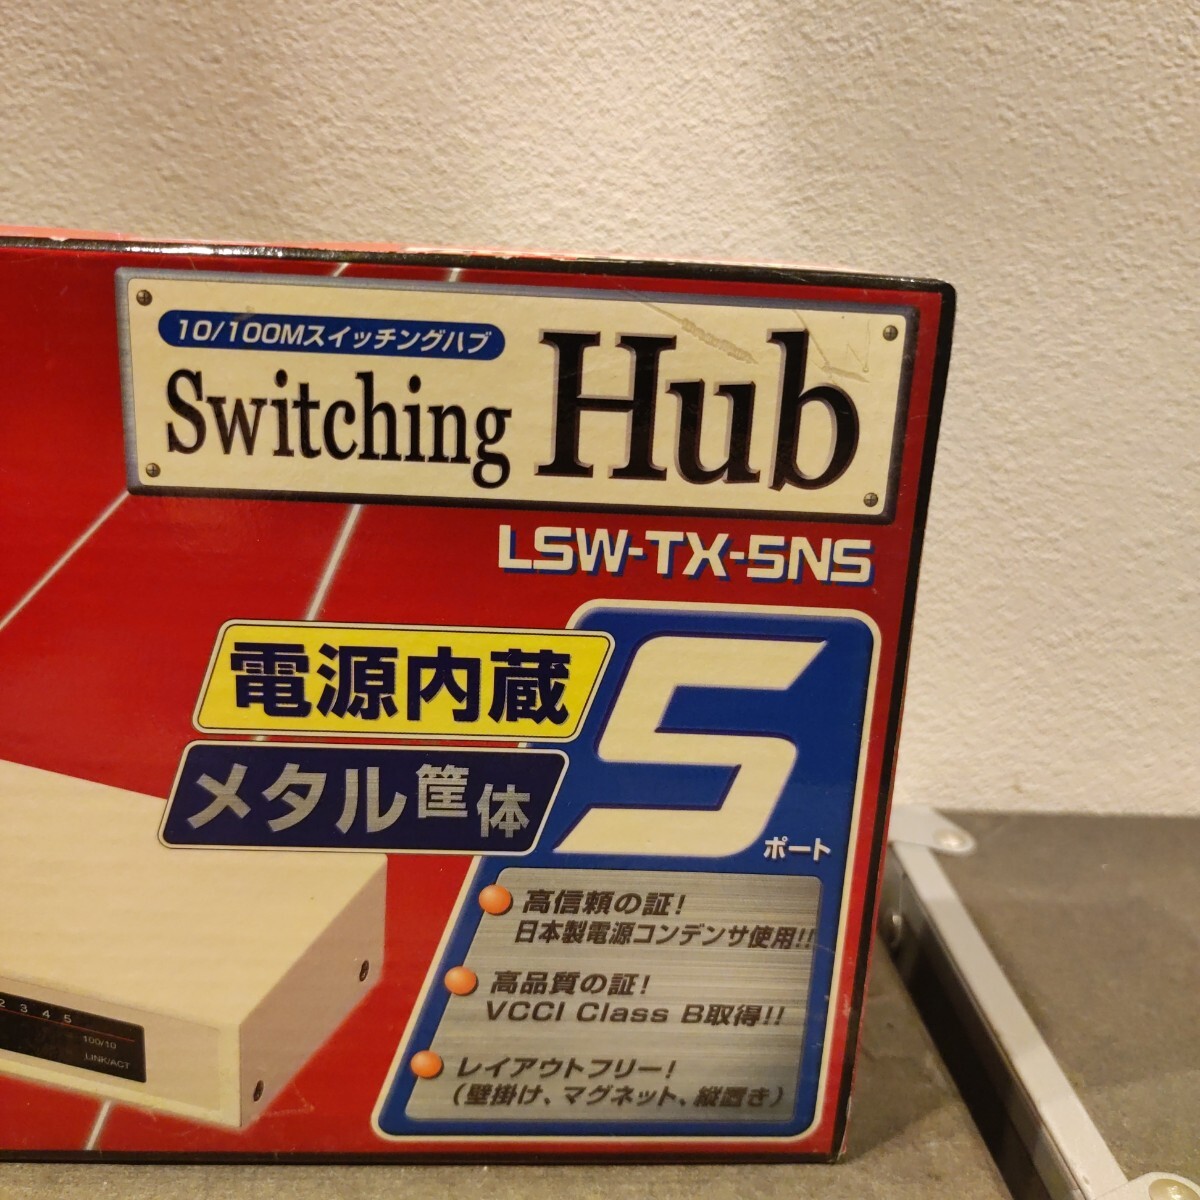 10/100Mスイッチングハブ
Switching Hub
LSW-TX-5NS
電源内蔵
メタル筐体
5
ポート
高信頼の証!
日本製電源コンデンサ使用!!
高品質の証!
VCCI Class B取得!!
レイアウトフリー!
(壁掛け、マグネット、縦置き)
2 3 4 5
100/10
LINK/ACT